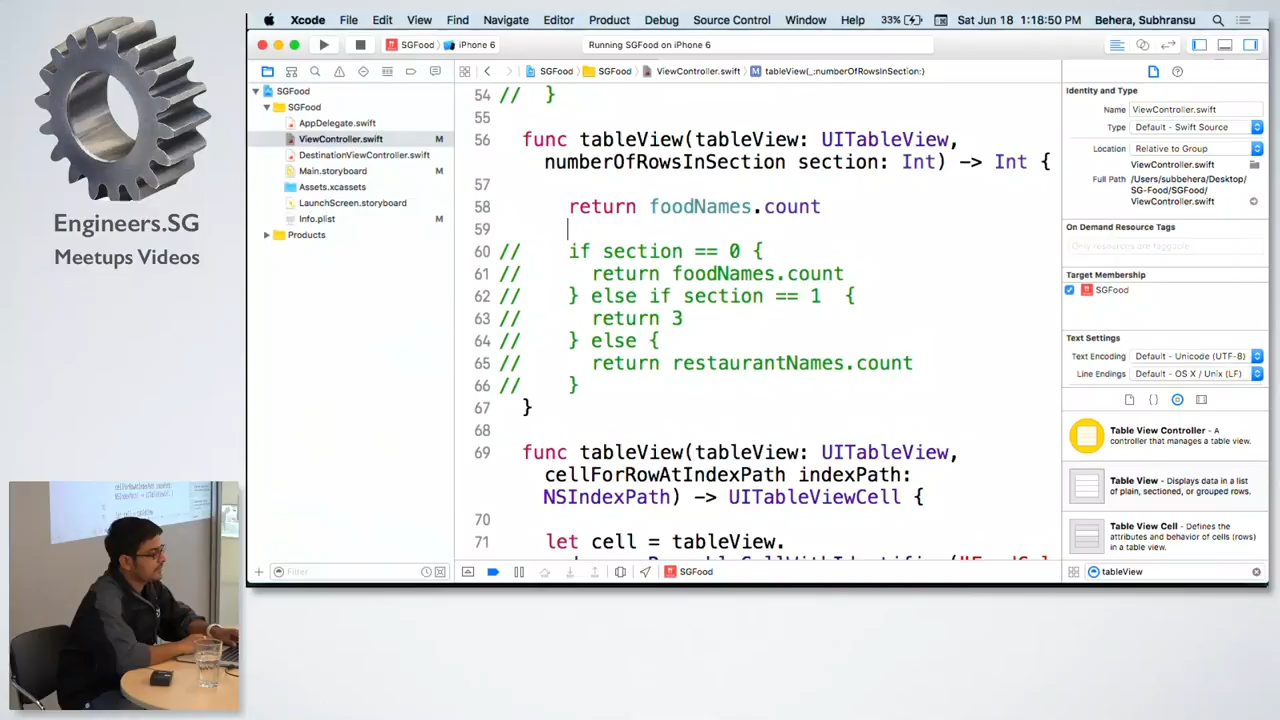 Engineers.SG
Meetups Videos
Xcode File Edit View Find Navigate Editor Product Debug Source Control Window Help 33% Sat Jun 18 1:18:50 PM Behera, Subhransu
SGFood iPhone 6 Running SGFood on iPhone 6
SGFood SGFood ViewController.swift M tableView(_:numberOfRowsInSection:)
SGFood
SGFood
AppDelegate.swift
ViewController.swift M
DestinationViewController.swift
Main.storyboard M
Assets.xcassets
LaunchScreen.storyboard
Info.plist M
Products
Filter
54 // }
55
56 func tableView(tableView: UITableView,
numberOfRowsInSection section: Int) -> Int {
57
58 return foodNames.count
59
60 // if section == 0 {
61 // return foodNames.count
62 // } else if section == 1 {
63 // return 3
64 // } else {
65 // return restaurantNames.count
66 // }
67 }
68
69 func tableView(tableView: UITableView,
cellForRowAtIndexPath indexPath:
NSIndexPath) -> UITableViewCell {
70
71 let cell = tableView.
SGFood
Identity and Type
Name ViewController.swift
Type Default - Swift Source
Location Relative to Group
ViewController.swift
Full Path /Users/subbehera/Desktop/
SG-Food/SGFood/
ViewController.swift
On Demand Resource Tags
Only resources are taggable
Target Membership
SGFood
Text Settings
Text Encoding Default - Unicode (UTF-8)
Line Endings Default - OS X / Unix (LF)
Table View Controller - A
controller that manages a table view.
Table View - Displays data in a list
of plain, sectioned, or grouped rows.
Table View Cell - Defines the
attributes and behavior of cells (rows)
in a table view.
tableView